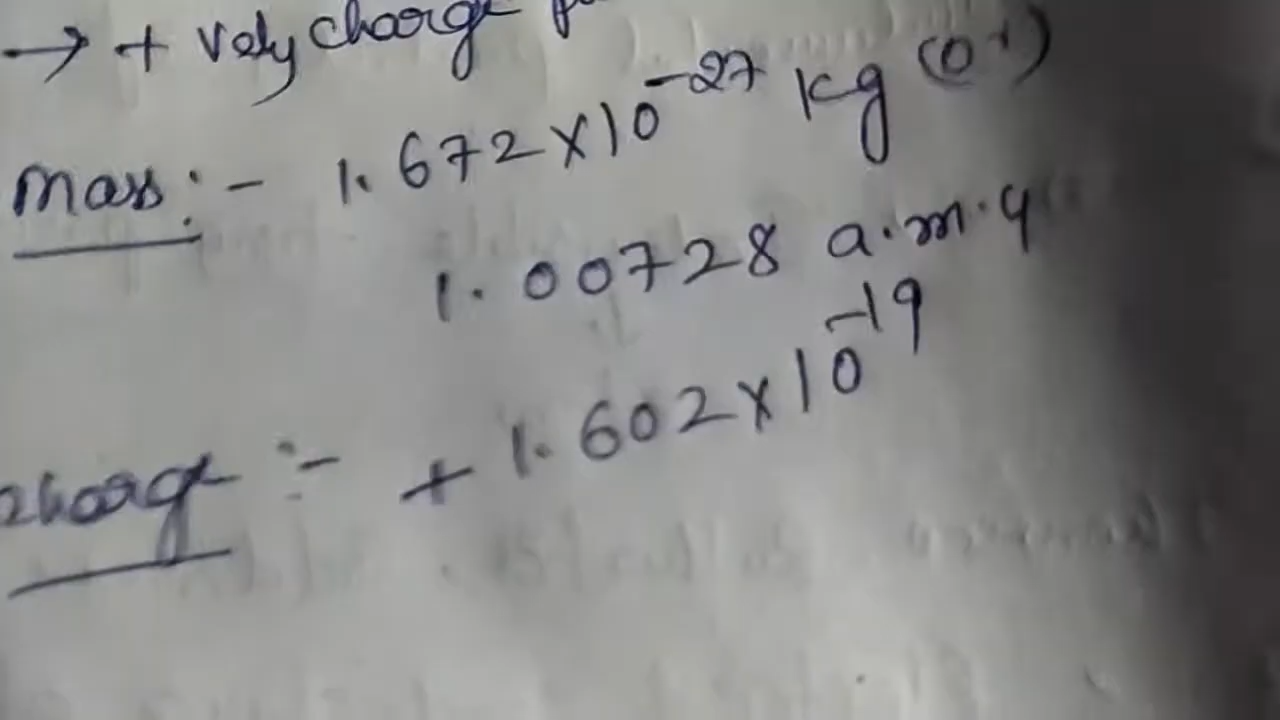 → + vely charge
Mass :- 1.672×10⁻²⁷ kg (or)
1.00728 a.m.u
charge :- + 1.602×10⁻¹⁹